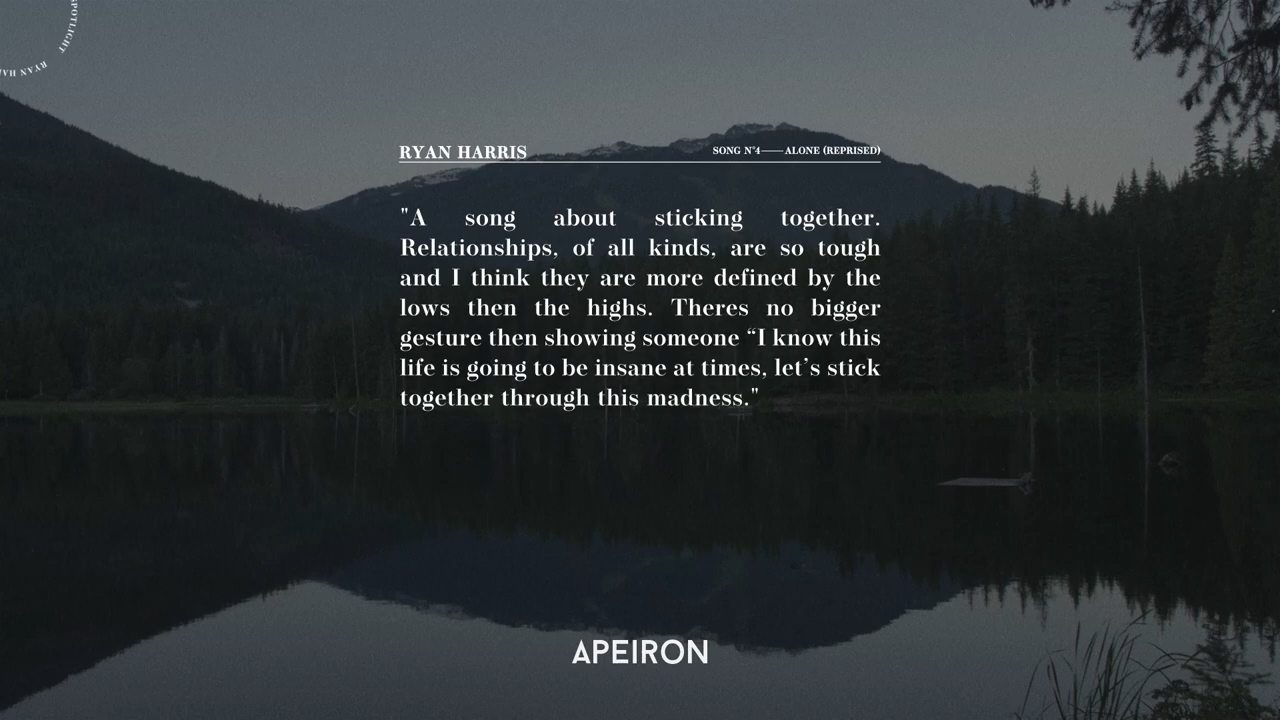 SPOTLIGHT
RYAN
RYAN HARRIS
SONG N°4——ALONE (REPRISED)
"A song about sticking together.
Relationships, of all kinds, are so tough
and I think they are more defined by the
lows then the highs. Theres no bigger
gesture then showing someone “I know this
life is going to be insane at times, let’s stick
together through this madness."
APEIRON